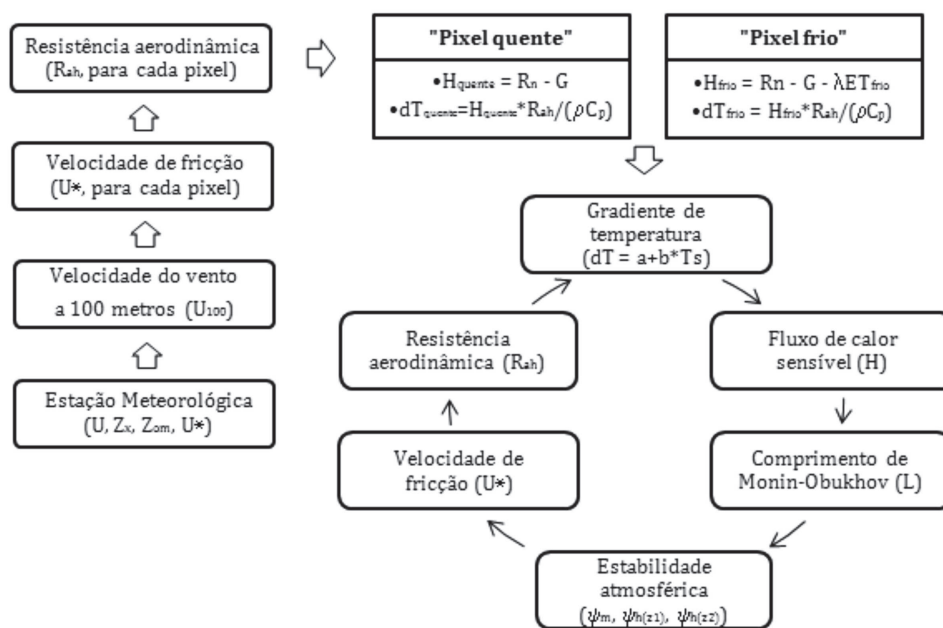 Resistência aerodinâmica
(Rah, para cada pixel)
Velocidade de fricção
(U*, para cada pixel)
Velocidade do vento
a 100 metros (U100)
Estação Meteorológica
(U, Zx, Zom, U*)
"Pixel quente"
•Hquente = Rn - G
•dTquente=Hquente*Rah/(ρCp)
"Pixel frio"
•Hfrio = Rn - G - λETfrio
•dTfrio = Hfrio*Rah/(ρCp)
Gradiente de
temperatura
(dT = a+b*Ts)
Fluxo de calor
sensível (H)
Comprimento de
Monin-Obukhov (L)
Estabilidade
atmosférica
(ψm, ψh(z1), ψh(z2))
Velocidade de
fricção (U*)
Resistência
aerodinâmica (Rah)